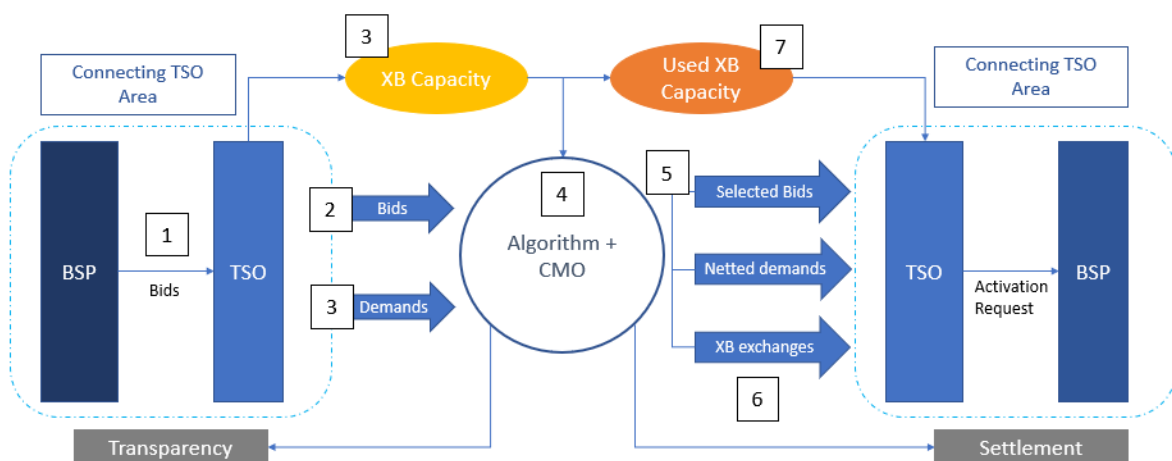 3
7
Connecting TSO
Area
XB Capacity
Used XB
Capacity
Connecting TSO
Area
BSP
1
Bids
TSO
2
Bids
3
Demands
4
Algorithm +
CMO
5
Selected Bids
Netted demands
XB exchanges
6
TSO
Activation
Request
BSP
Transparency
Settlement